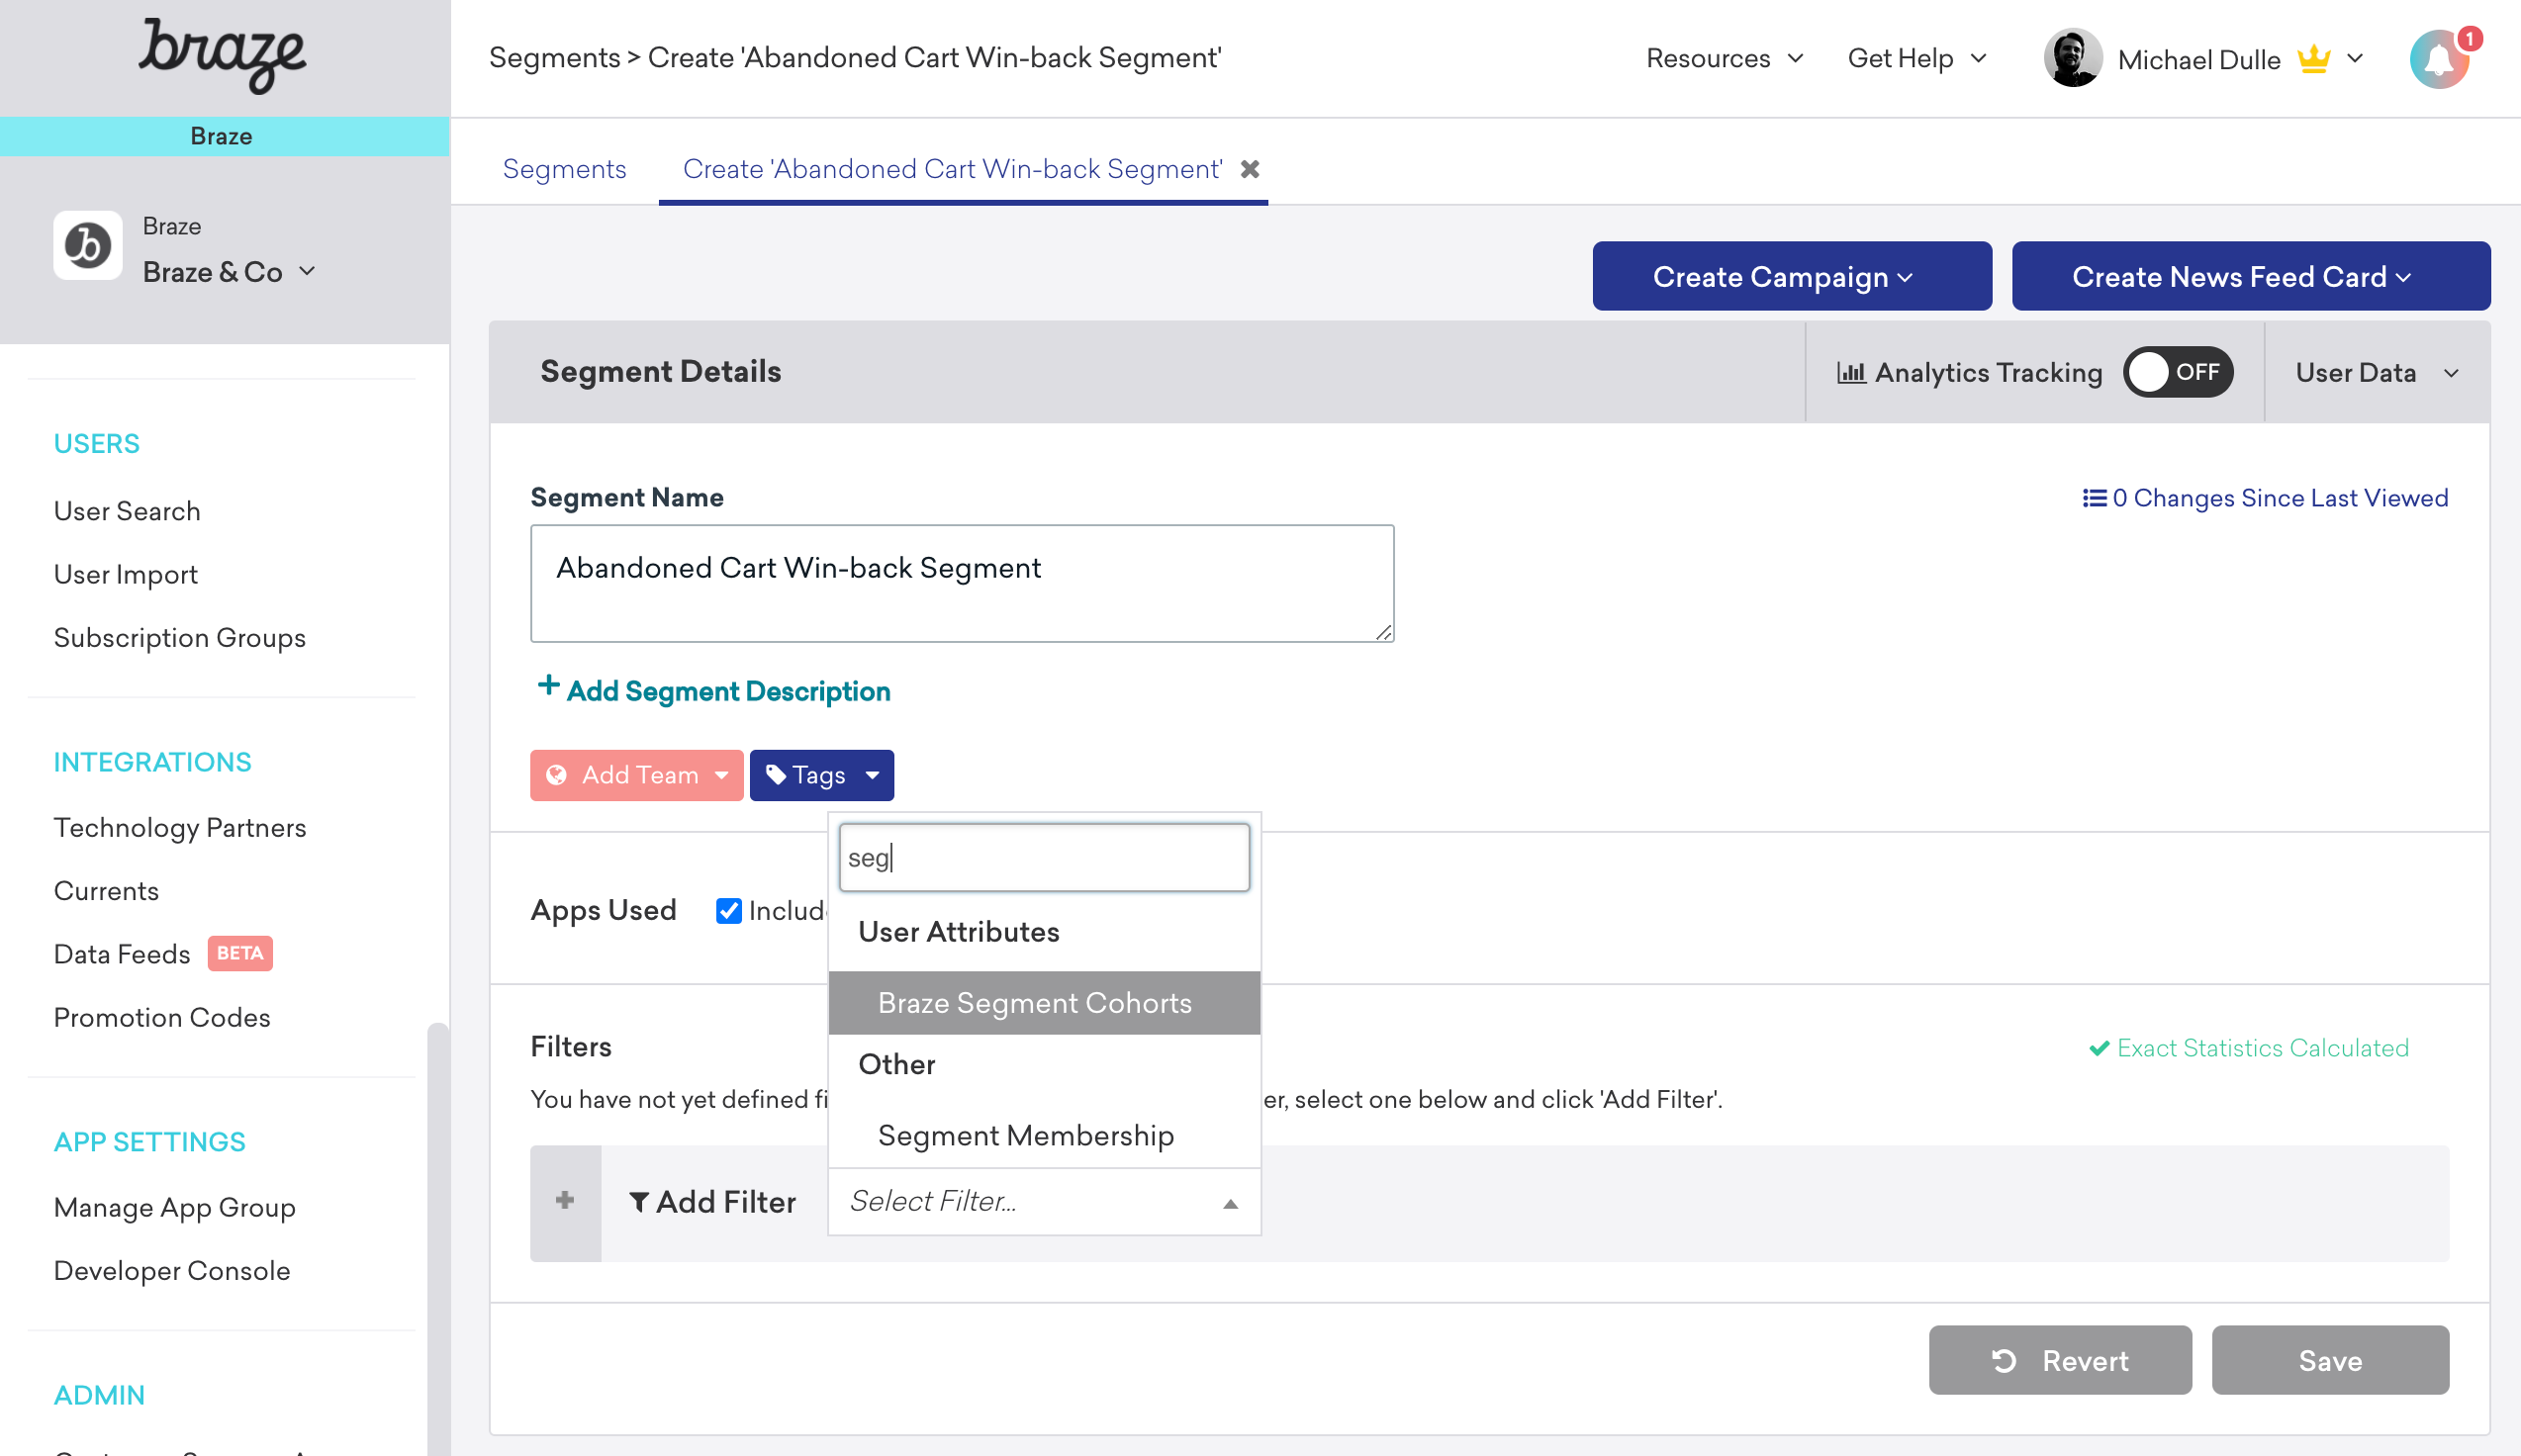 braze
Braze
Braze
Braze & Co
USERS
User Search
User Import
Subscription Groups
INTEGRATIONS
Technology Partners
Currents
Data Feeds BETA
Promotion Codes
APP SETTINGS
Manage App Group
Developer Console
ADMIN
Segments > Create 'Abandoned Cart Win-back Segment'
Resources
Get Help
Michael Dulle
1
Segments
Create 'Abandoned Cart Win-back Segment'
Create Campaign
Create News Feed Card
Segment Details
Analytics Tracking
OFF
User Data
Segment Name
0 Changes Since Last Viewed
Abandoned Cart Win-back Segment
Add Segment Description
Add Team
Tags
seg
User Attributes
Braze Segment Cohorts
Other
Segment Membership
Select Filter...
Apps Used
Filters
Exact Statistics Calculated
You have not yet defined
select one below and click 'Add Filter'.
Add Filter
Revert
Save